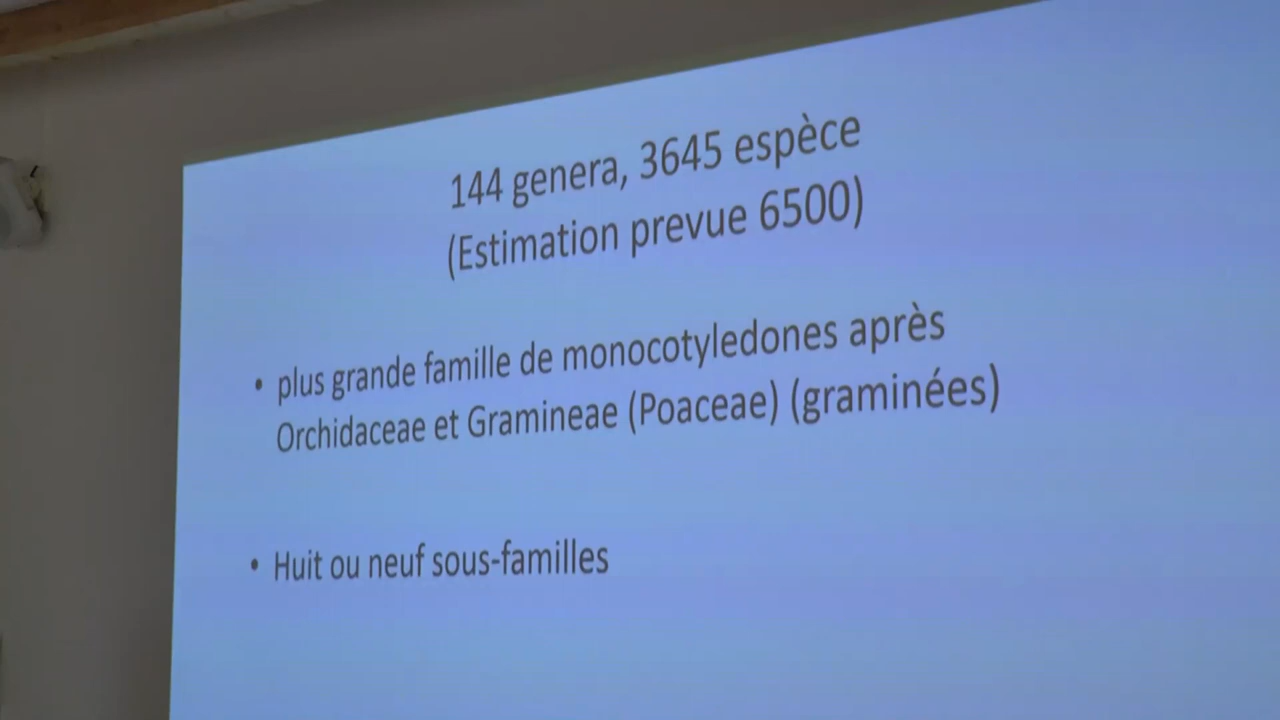 144 genera, 3645 espèce
(Estimation prevue 6500)
• plus grande famille de monocotyledones après
Orchidaceae et Gramineae (Poaceae) (graminées)
• Huit ou neuf sous-familles